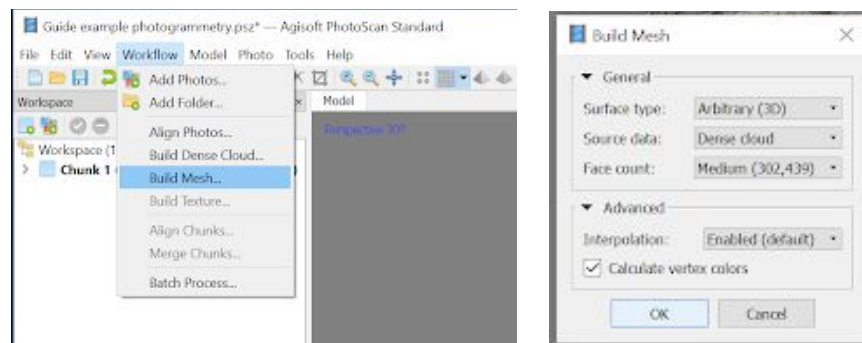 Guide example photogrammetry.psz* — Agisoft PhotoScan Standard
File Edit View Workflow Model Photo Tools Help
Workspace
Workspace (1
Chunk 1
Add Photos...
Add Folder...
Align Photos...
Build Dense Cloud...
Build Mesh...
Build Texture...
Align Chunks...
Merge Chunks...
Batch Process...
Model
Perspective 30°
Build Mesh
General
Surface type: Arbitrary (3D)
Source data: Dense cloud
Face count: Medium (302,439)
Advanced
Interpolation: Enabled (default)
Calculate vertex colors
OK Cancel